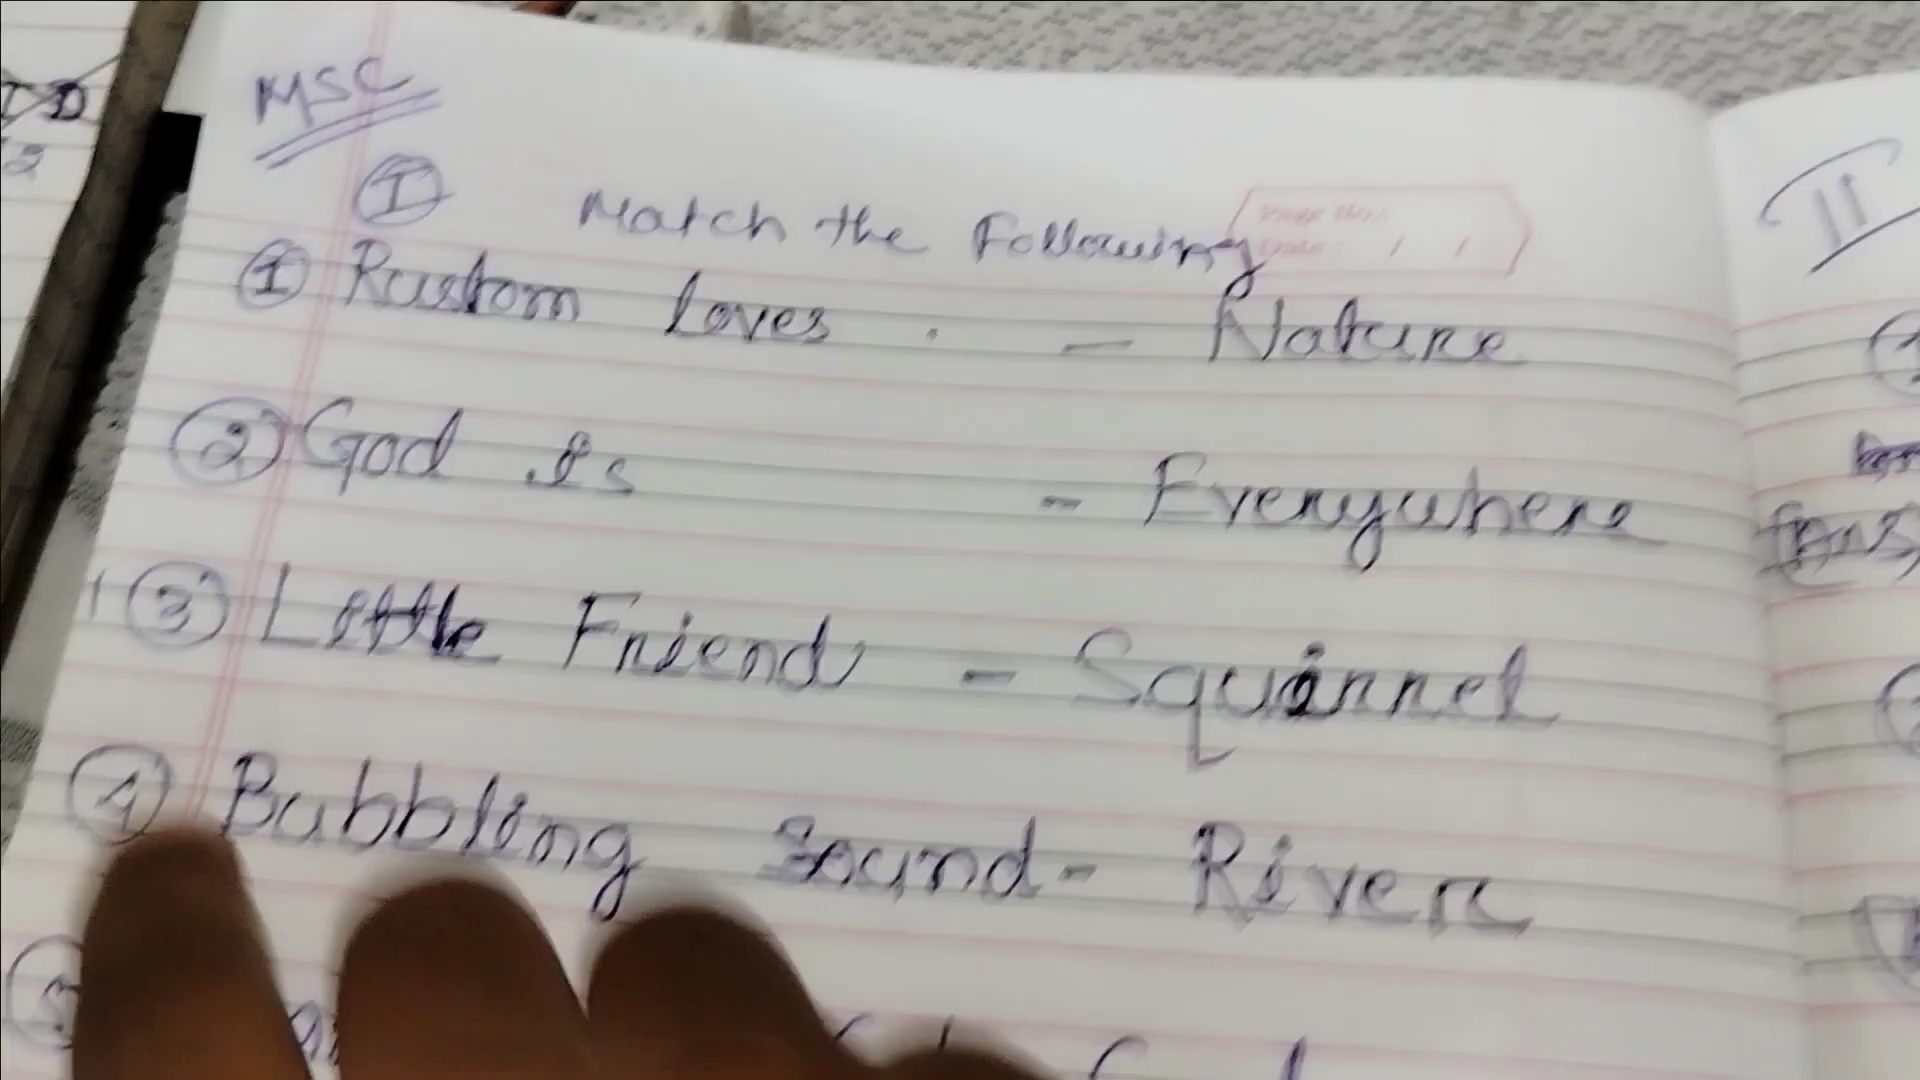 MSC
I Match the Following
1 Rustom loves. - Nature
2 God is - Everywhere
3 Little Friend - Squirrel
4 Bubbling Sound - River
II